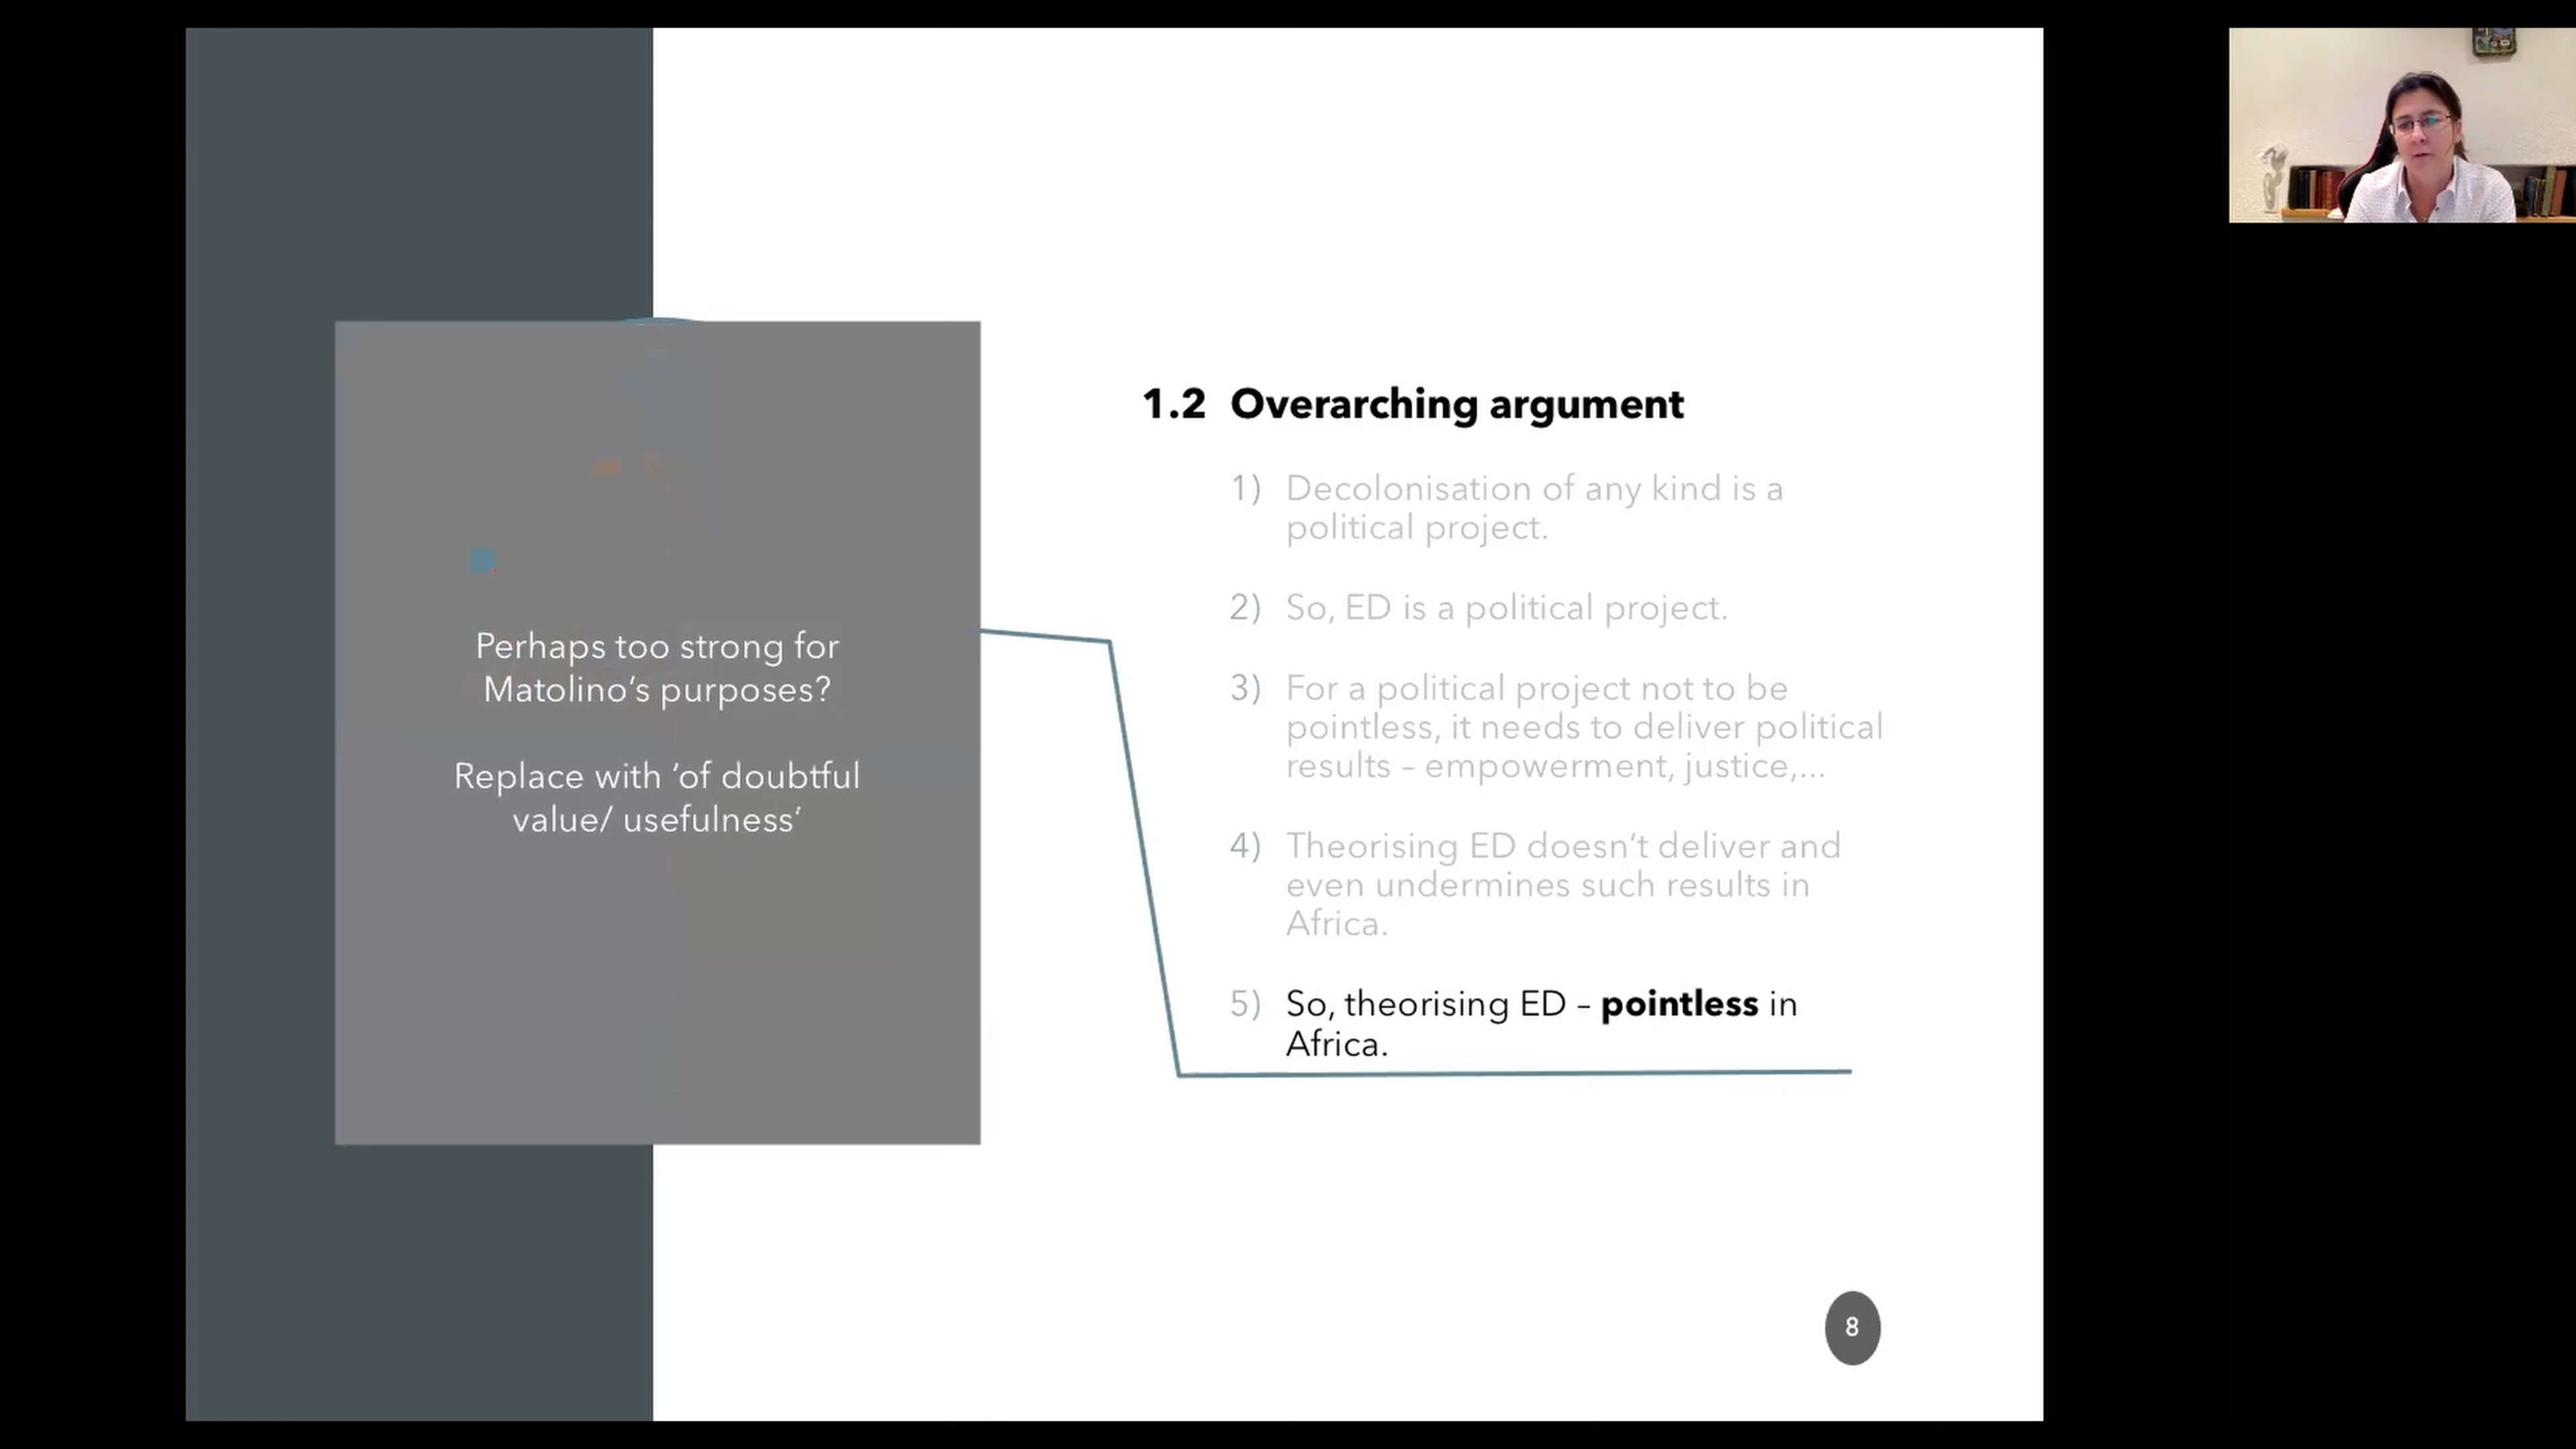 Perhaps too strong for
Matolino's purposes?
Replace with 'of doubtful
value/ usefulness'
1.2 Overarching argument
1) Decolonisation of any kind is a
political project.
2) So, ED is a political project.
3) For a political project not to be
pointless, it needs to deliver political
results – empowerment, justice,...
4) Theorising ED doesn't deliver and
even undermines such results in
Africa.
5) So, theorising ED – pointless in
Africa.
8